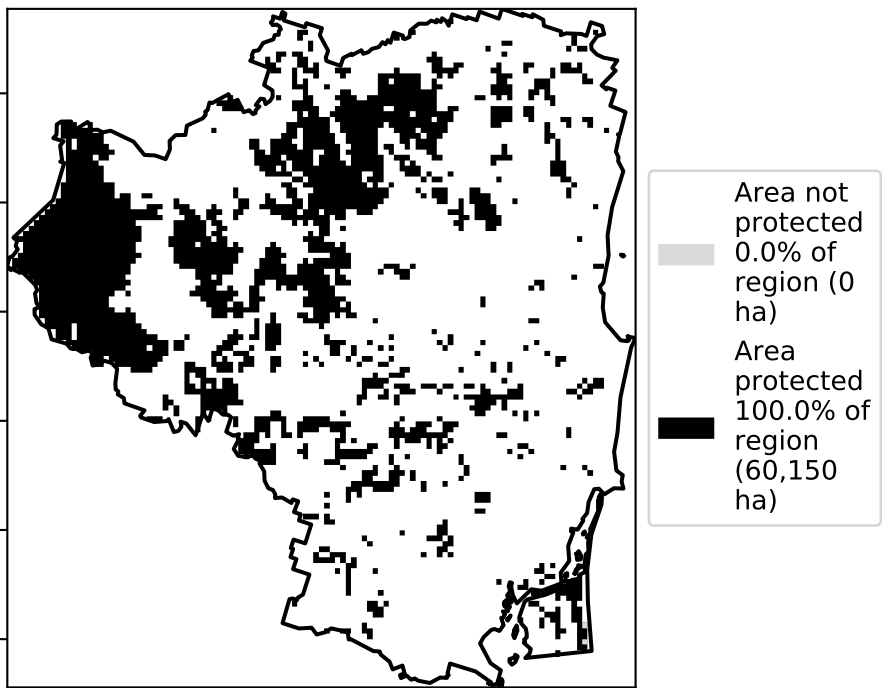 Area not
protected
0.0% of
region (0
ha)
Area
protected
100.0% of
region
(60,150
ha)